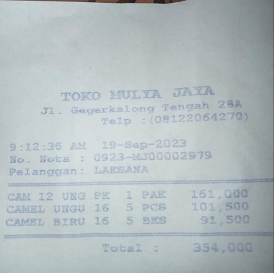 TOKO MULYA JAYA
Jl. Gegerkalong Tengah 28A
Telp :(08122064270)
9:12:36 AM 19-Sep-2023
No. Nota : 0923-MJ00002979
Pelanggan: LAKSANA
CAM 12 UNG PK 1 PAK 161,000
CAMEL UNGU 16 5 PCS 101,500
CAMEL BIRU 16 5 BKS 91,500
Total : 354,000